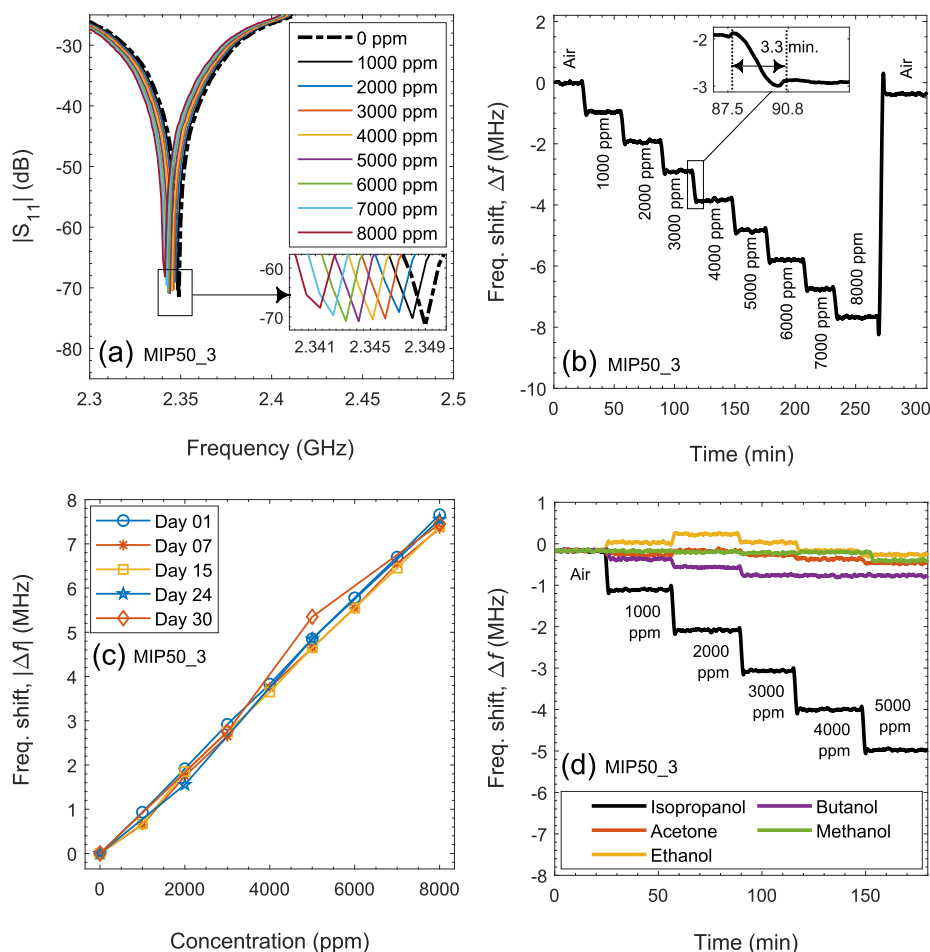 -30
-40
-50
-60
-70
-80
|S11| (dB)
0 ppm
1000 ppm
2000 ppm
3000 ppm
4000 ppm
5000 ppm
6000 ppm
7000 ppm
8000 ppm
-60
-70
2.341 2.345 2.349
(a) MIP50_3
2.3 2.35 2.4 2.45 2.5
Frequency (GHz)
2
0
-2
-4
-6
-8
-10
Freq. shift, Δf (MHz)
Air
-2
-3
3.3 min.
87.5 90.8
Air
1000 ppm
2000 ppm
3000 ppm
4000 ppm
5000 ppm
6000 ppm
7000 ppm
8000 ppm
(b) MIP50_3
0 50 100 150 200 250 300
Time (min)
8
7
6
5
4
3
2
1
0
Freq. shift, |Δf| (MHz)
Day 01
Day 07
Day 15
Day 24
Day 30
(c) MIP50_3
0 2000 4000 6000 8000
Concentration (ppm)
1
0
-1
-2
-3
-4
-5
-6
-7
-8
Freq. shift, Δf (MHz)
Air
1000
ppm
2000
ppm
3000
ppm
4000
ppm
5000
ppm
(d) MIP50_3
Isopropanol Butanol
Acetone Methanol
Ethanol
0 50 100 150
Time (min)